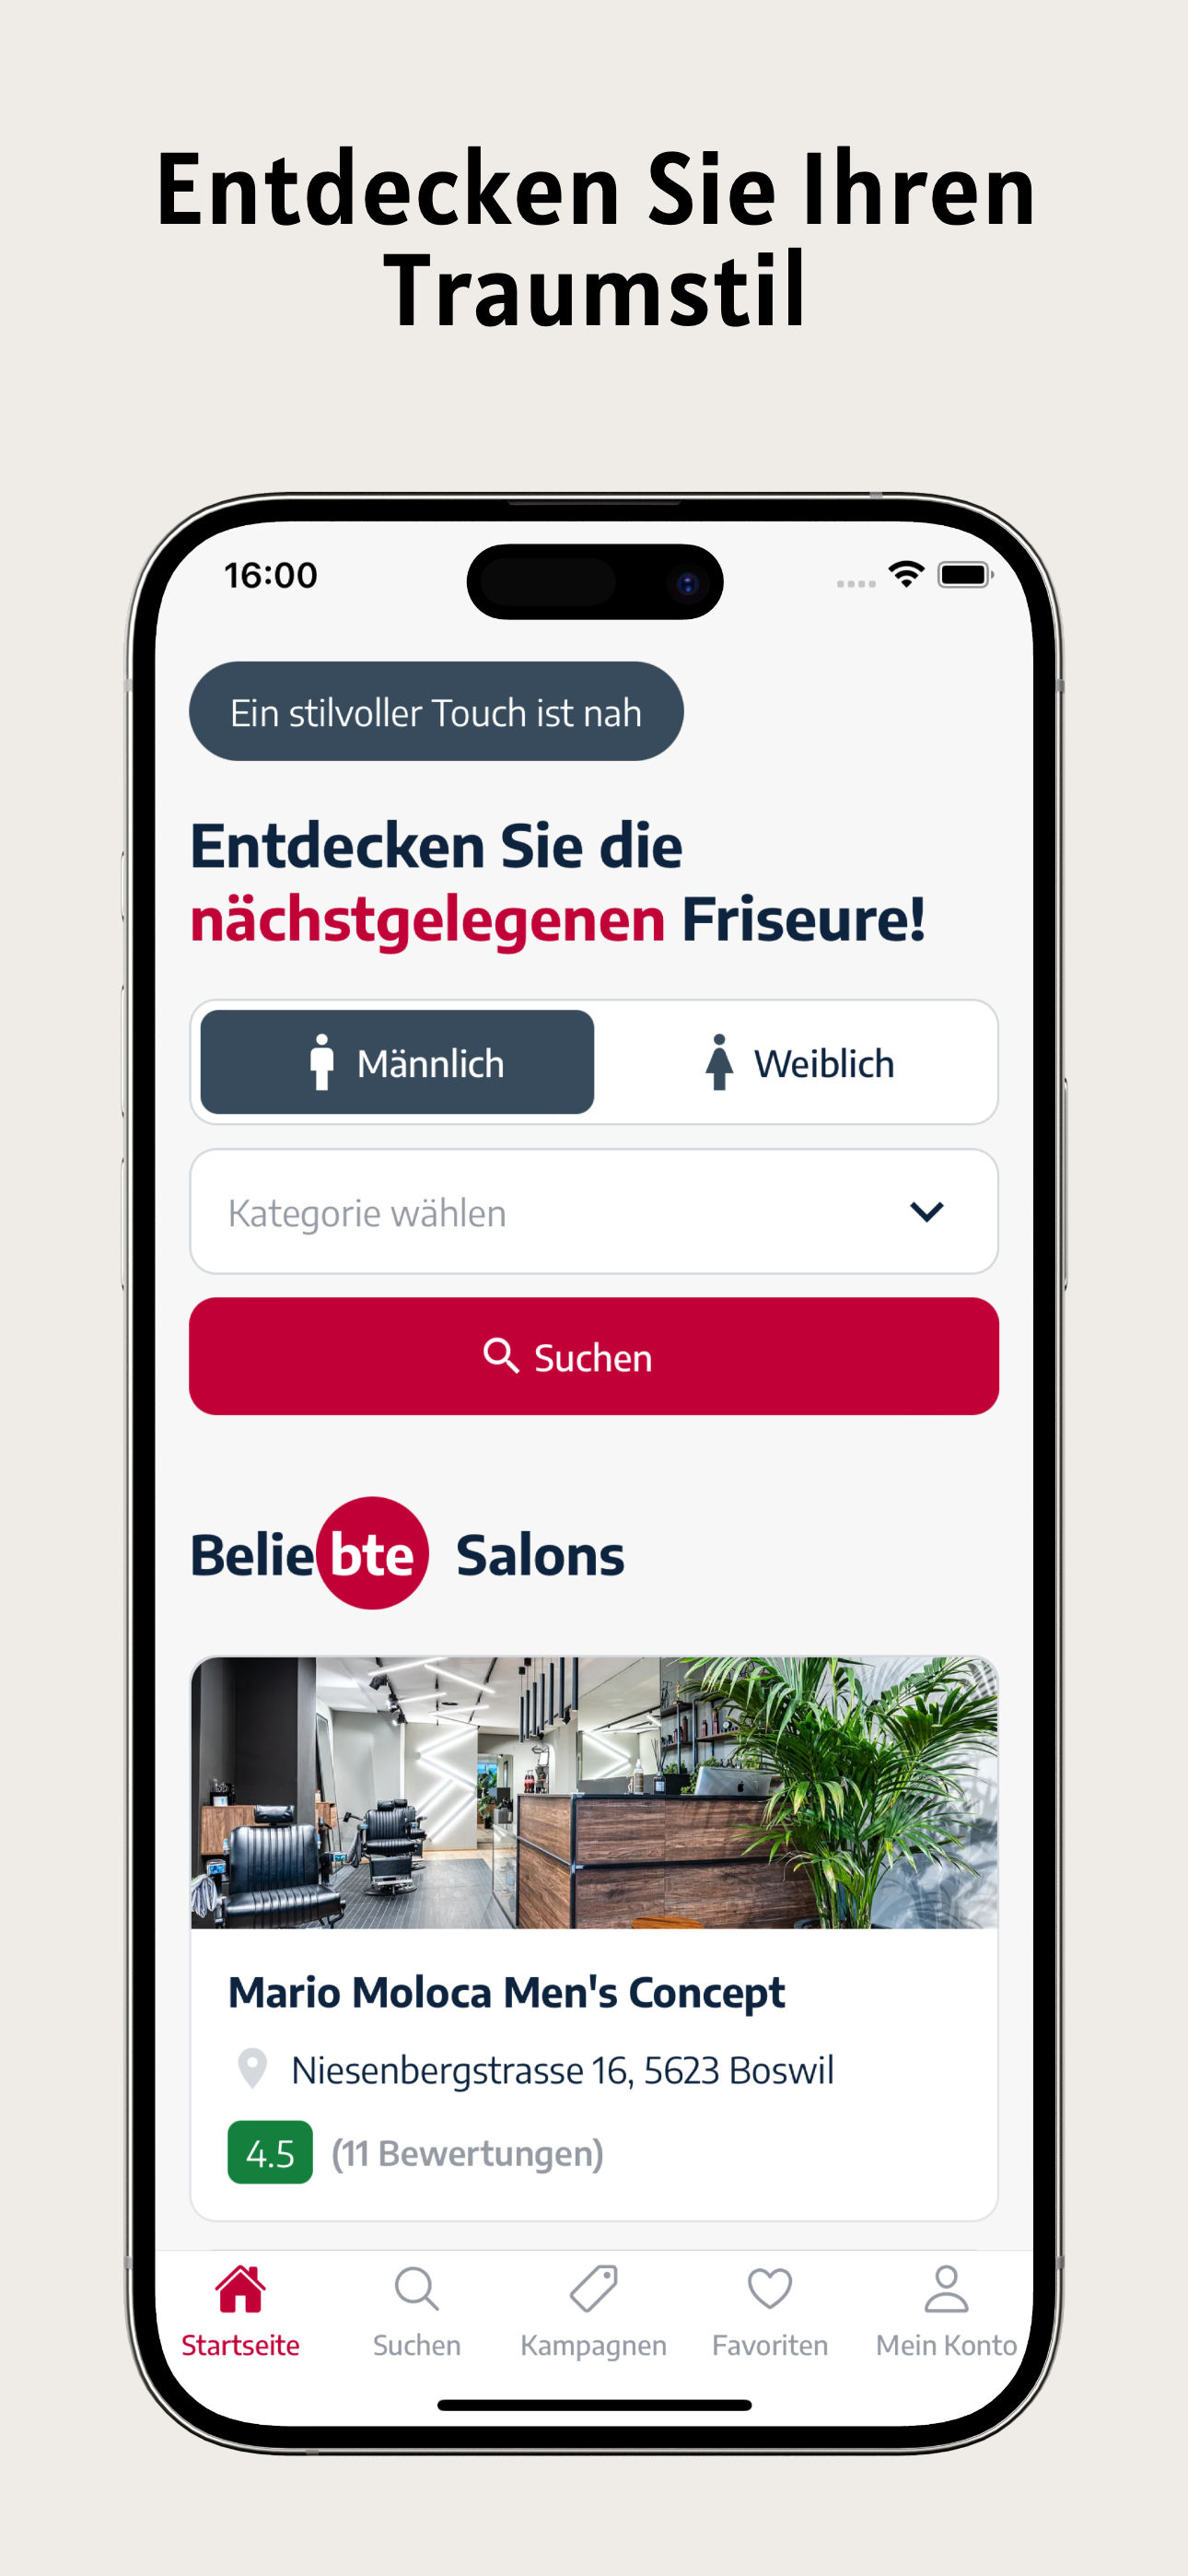 Entdecken Sie Ihren
Traumstil
16:00
Ein stilvoller Touch ist nah
Entdecken Sie die
nächstgelegenen Friseure!
Männlich Weiblich
Kategorie wählen
Suchen
Beliebte Salons
Mario Moloca Men's Concept
Niesenbergstrasse 16, 5623 Boswil
4.5 (11 Bewertungen)
Startseite Suchen Kampagnen Favoriten Mein Konto